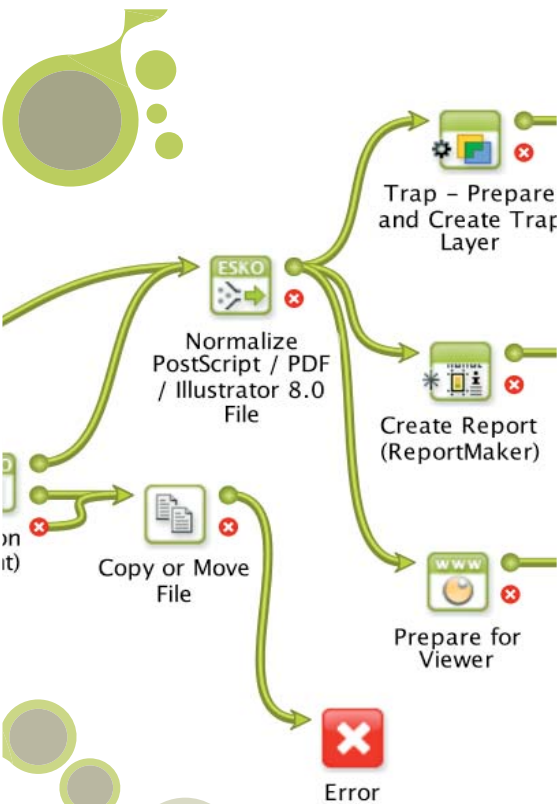 Trap – Prepare
and Create Trap
Layer
ESKO
Normalize
PostScript / PDF
/ Illustrator 8.0
File
Create Report
(ReportMaker)
Copy or Move
File
WWW
Prepare for
Viewer
Error